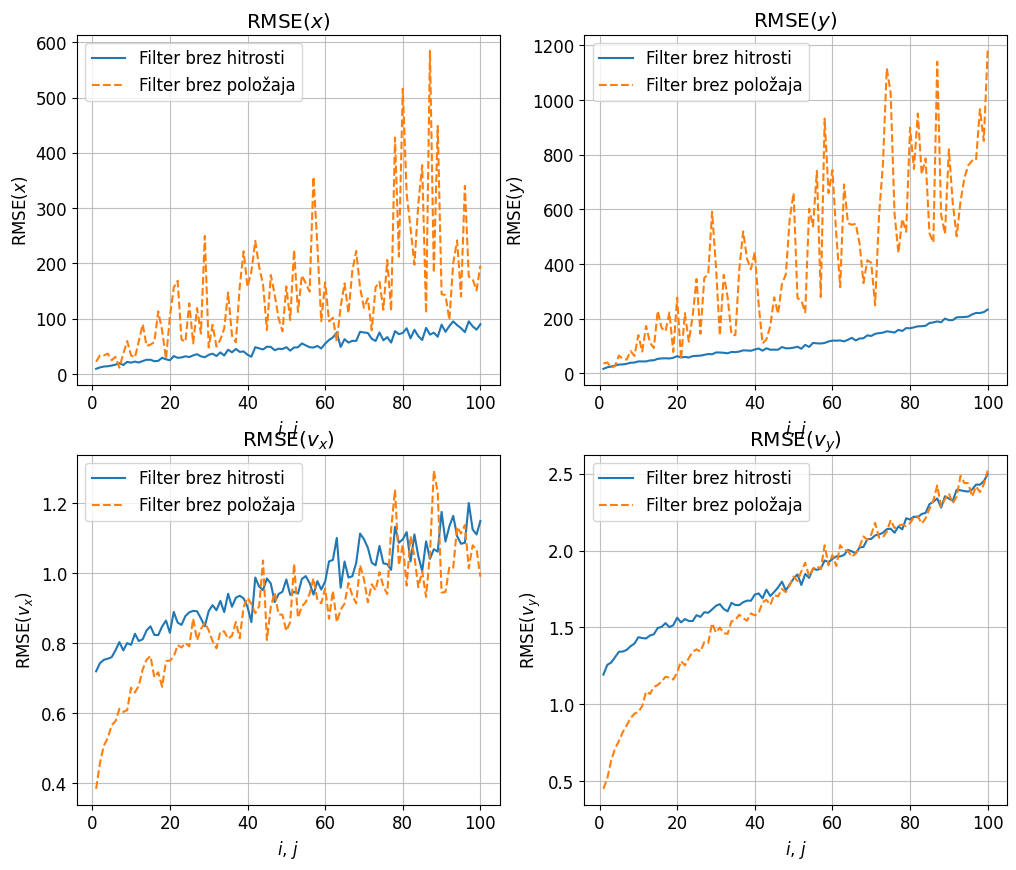 RMSE(x)
Filter brez hitrosti
Filter brez položaja
RMSE(x)
600
500
400
300
200
100
0
0 20 40 60 80 100
i, j
RMSE(y)
Filter brez hitrosti
Filter brez položaja
RMSE(y)
1200
1000
800
600
400
200
0
0 20 40 60 80 100
i, j
RMSE(vₓ)
Filter brez hitrosti
Filter brez položaja
RMSE(vₓ)
1.2
1.0
0.8
0.6
0.4
0 20 40 60 80 100
i, j
RMSE(v_y)
Filter brez hitrosti
Filter brez položaja
RMSE(v_y)
2.5
2.0
1.5
1.0
0.5
0 20 40 60 80 100
i, j